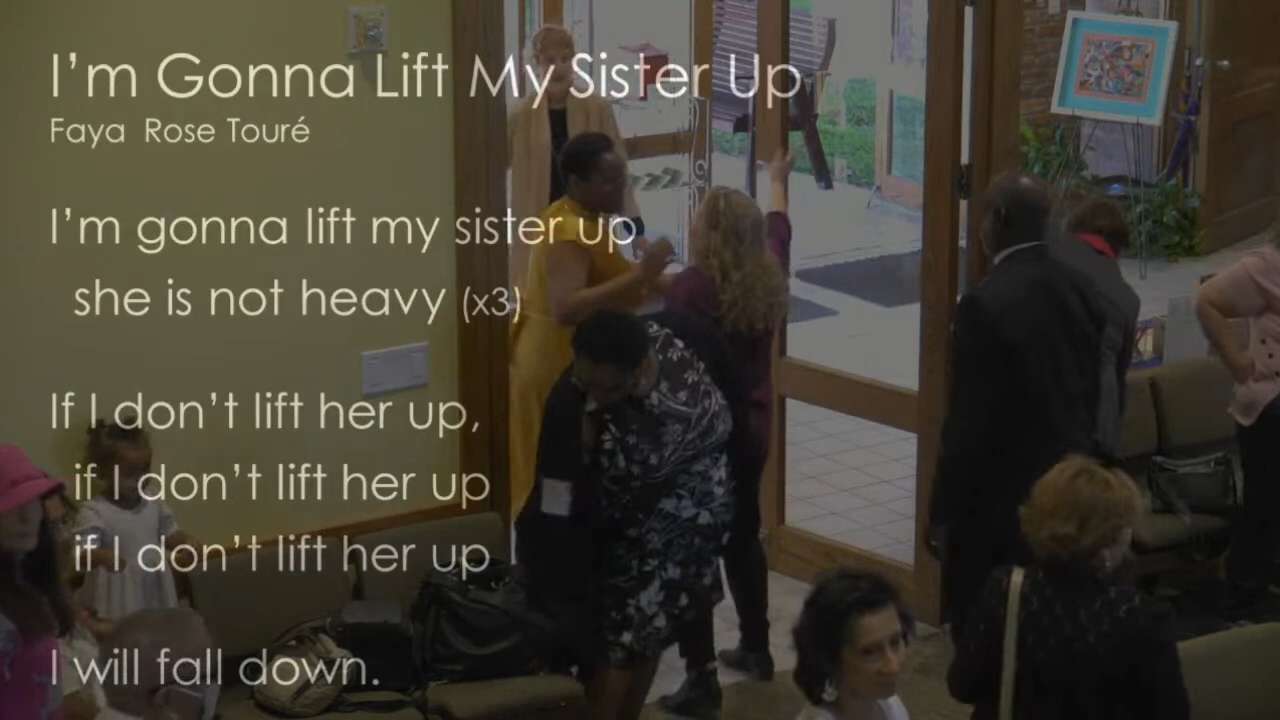 I'm Gonna Lift My Sister Up
Faya Rose Touré
I'm gonna lift my sister up
she is not heavy (x3)
If I don't lift her up,
if I don't lift her up
if I don't lift her up
I will fall down.